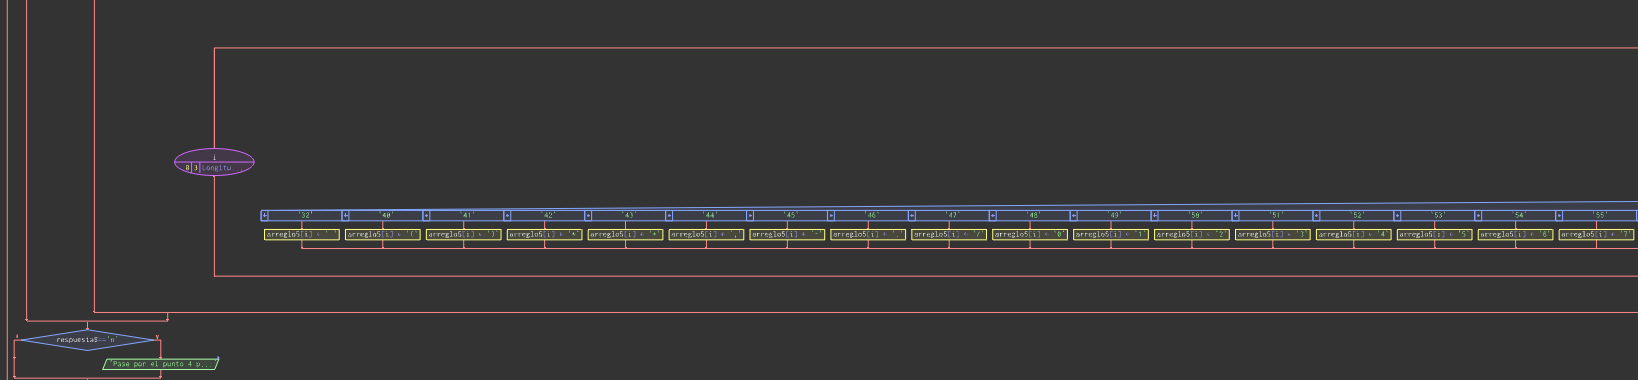 i
0 3 Longitu
'32' '40' '41' '42' '43' '44' '45' '46' '47' '48' '49' '50' '51' '52' '53' '54' '55'
arreglo5[i] ← ' ' arreglo5[i] ← '(' arreglo5[i] ← ')' arreglo5[i] ← '*' arreglo5[i] ← '+' arreglo5[i] ← ',' arreglo5[i] ← '-' arreglo5[i] ← '.' arreglo5[i] ← '/' arreglo5[i] ← '0' arreglo5[i] ← '1' arreglo5[i] ← '2' arreglo5[i] ← '3' arreglo5[i] ← '4' arreglo5[i] ← '5' arreglo5[i] ← '6' arreglo5[i] ← '7'
respuesta5=='n'
F V
'Pase por el punto 4 p...